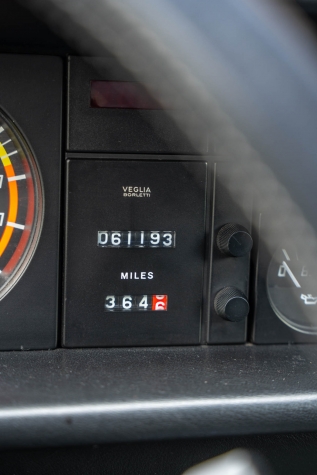 VEGLIA
BORLETTI
061193
MILES
3646